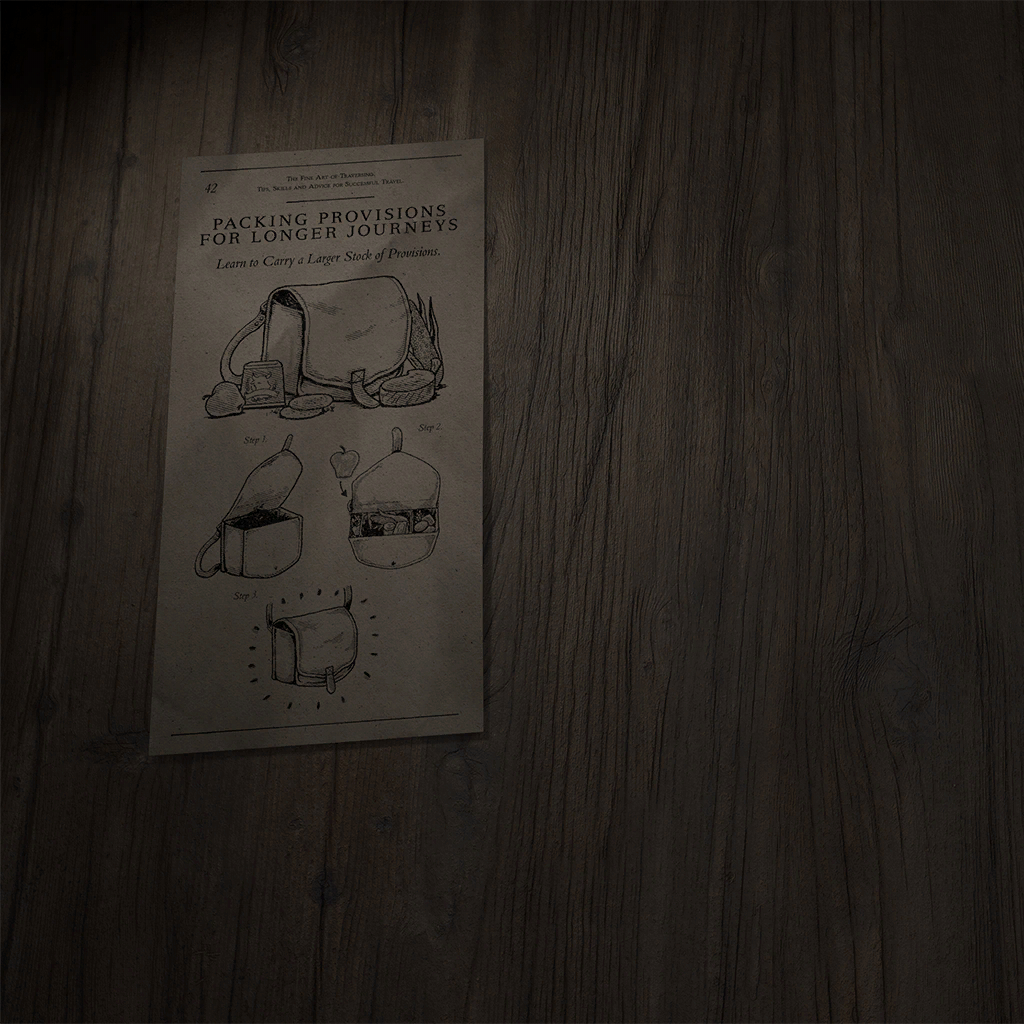 42
The Fine Art of Traversing:
Tips, Skills and Advice for Successful Travel.
PACKING PROVISIONS
FOR LONGER JOURNEYS
Learn to Carry a Larger Stock of Provisions.
Step 1.
Step 2.
Step 3.